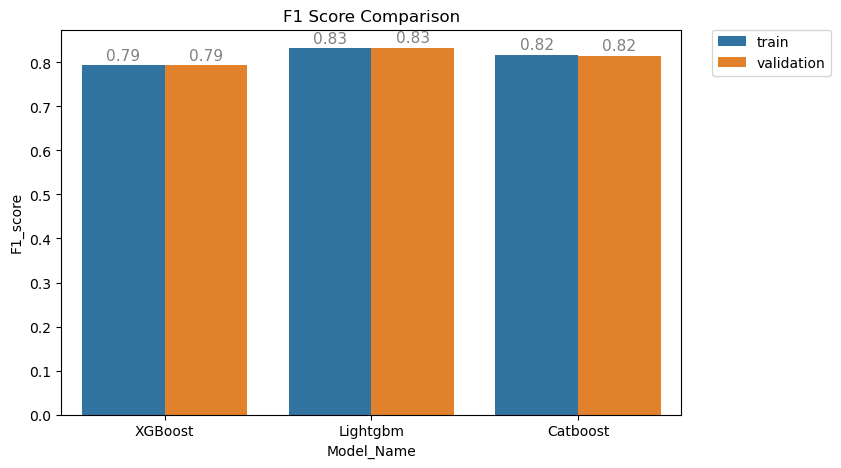 F1 Score Comparison
train
validation
0.79
0.79
0.83
0.83
0.82
0.82
F1_score
0.8
0.7
0.6
0.5
0.4
0.3
0.2
0.1
0.0
XGBoost
Lightgbm
Catboost
Model_Name